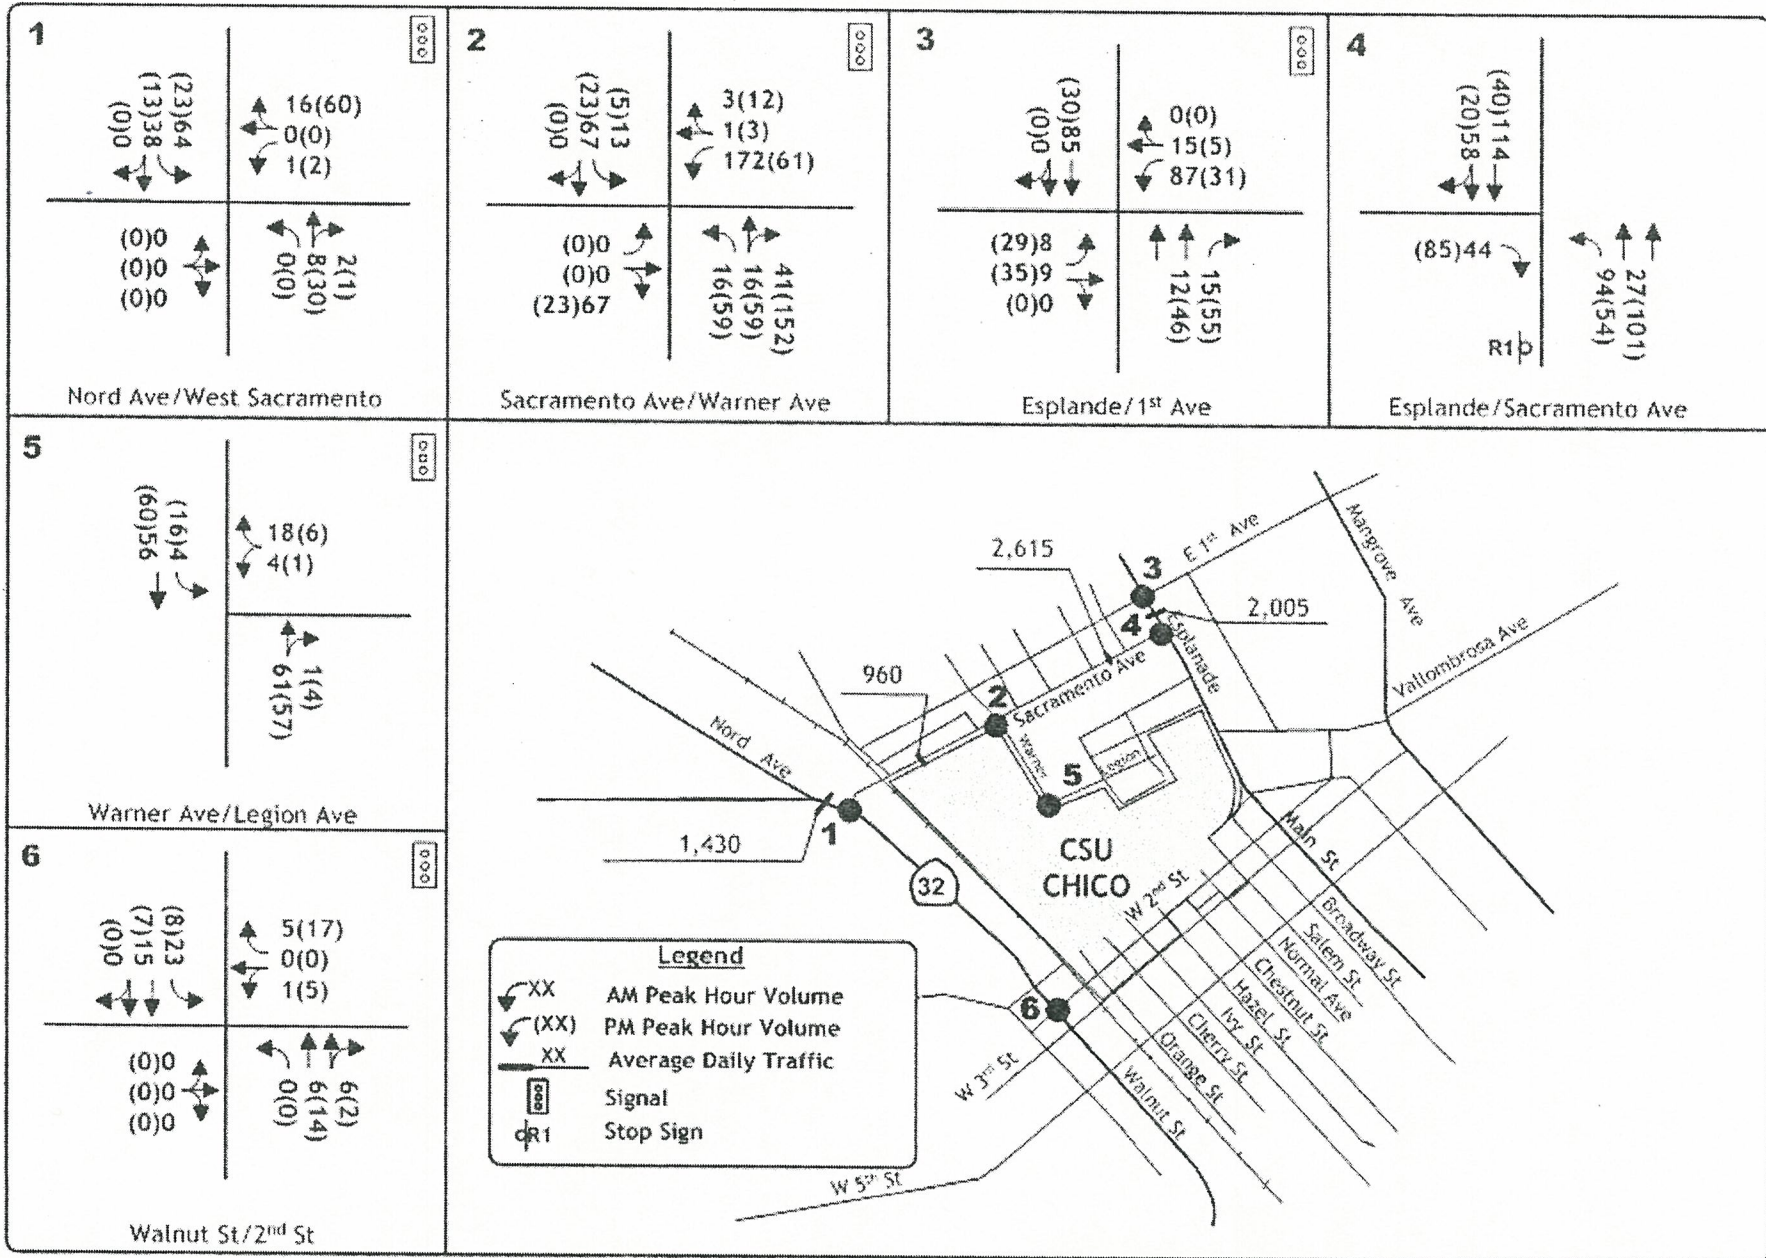 1
(23)64
(13)38
(0)0
16(60)
0(0)
1(2)
(0)0
(0)0
(0)0
0(0)
8(30)
2(1)
Nord Ave/West Sacramento
2
(5)13
(23)67
(0)0
3(12)
1(3)
172(61)
(0)0
(0)0
(23)67
16(59)
16(59)
41(152)
Sacramento Ave/Warner Ave
3
(30)85
(0)0
0(0)
15(5)
87(31)
(29)8
(35)9
(0)0
12(46)
15(55)
Esplande/1st Ave
4
(40)114
(20)58
(85)44
94(54)
27(101)
R1
Esplande/Sacramento Ave
5
(16)4
(60)56
18(6)
4(1)
61(57)
1(4)
Warner Ave/Legion Ave
6
(8)23
(7)15
(0)0
5(17)
0(0)
1(5)
(0)0
(0)0
(0)0
0(0)
6(14)
6(2)
Walnut St/2nd St
2,615
E 1st Ave
Mangrove Ave
3
2,005
4
Esplanade
Vallombrosa Ave
960
2
Sacramento Ave
Nord Ave
Warner
5
Legion
1
1,430
CSU
CHICO
32
Main St
W 2nd St
Broadway St
Salem St
Normal Ave
Chestnut St
Hazel St
Ivy St
Cherry St
Orange St
6
W 3rd St
Walnut St
W 5th St
Legend
XX AM Peak Hour Volume
(XX) PM Peak Hour Volume
XX Average Daily Traffic
Signal
R1 Stop Sign